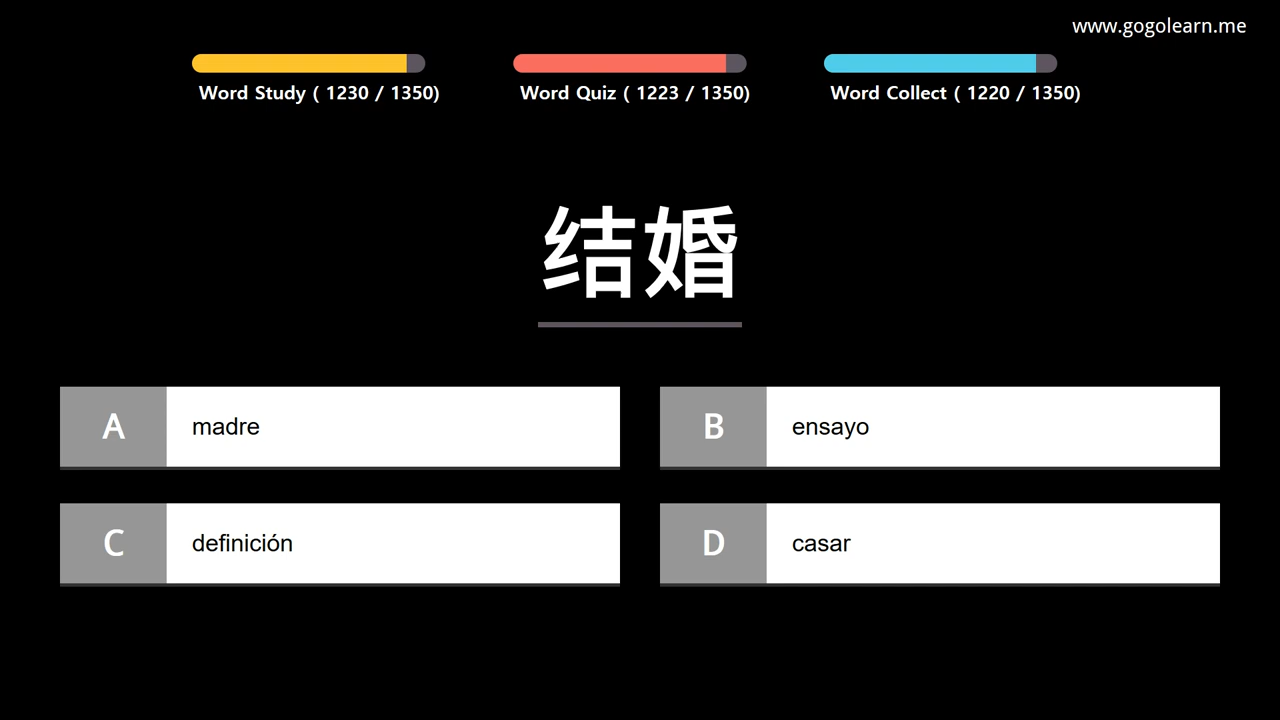 www.gogolearn.me
Word Study ( 1230 / 1350)
Word Quiz ( 1223 / 1350)
Word Collect ( 1220 / 1350)
结婚
A madre
B ensayo
C definición
D casar